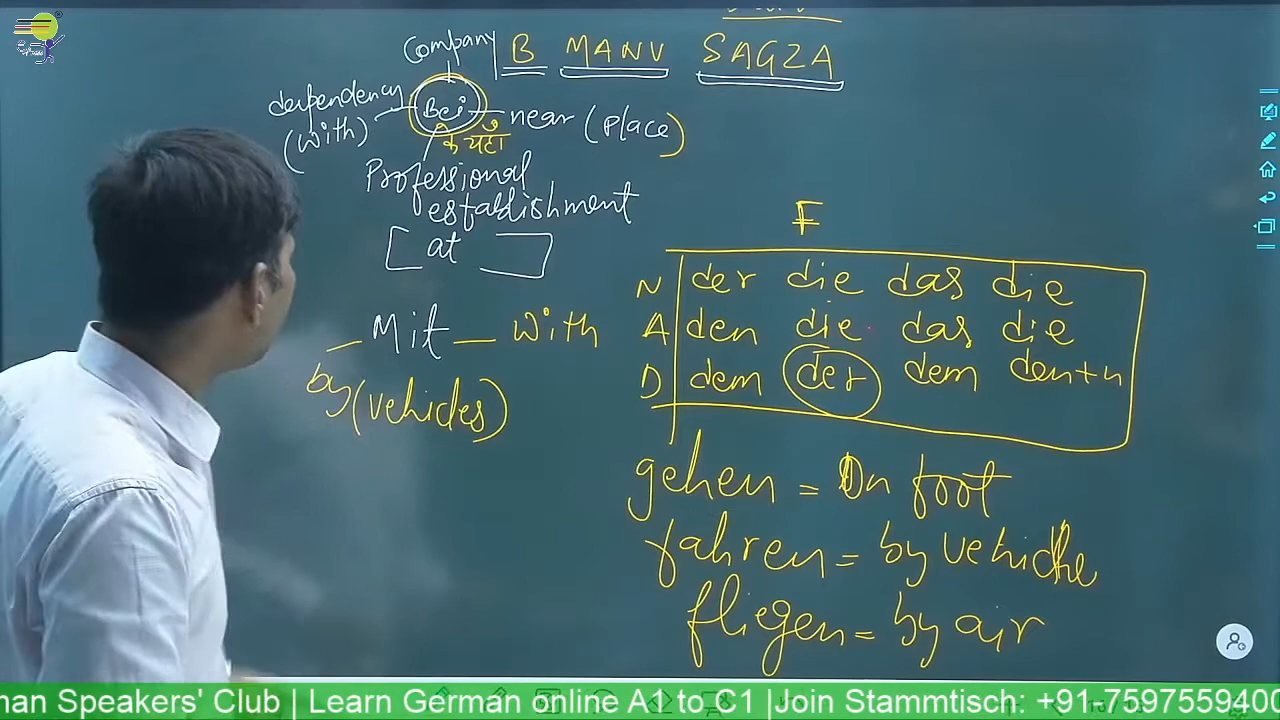 Company B MANV SAGZA
dependency
(with)
Bei
near (place)
के यहाँ
Professional
establishment
[ at ]
F
N der die das die
A den die das die
D dem der dem den+n
Mit — with
by (vehicles)
gehen = On foot
fahren = by vehicle
fliegen = by air
man Speakers' Club | Learn German online A1 to C1 |Join Stammtisch: +91-7597559400